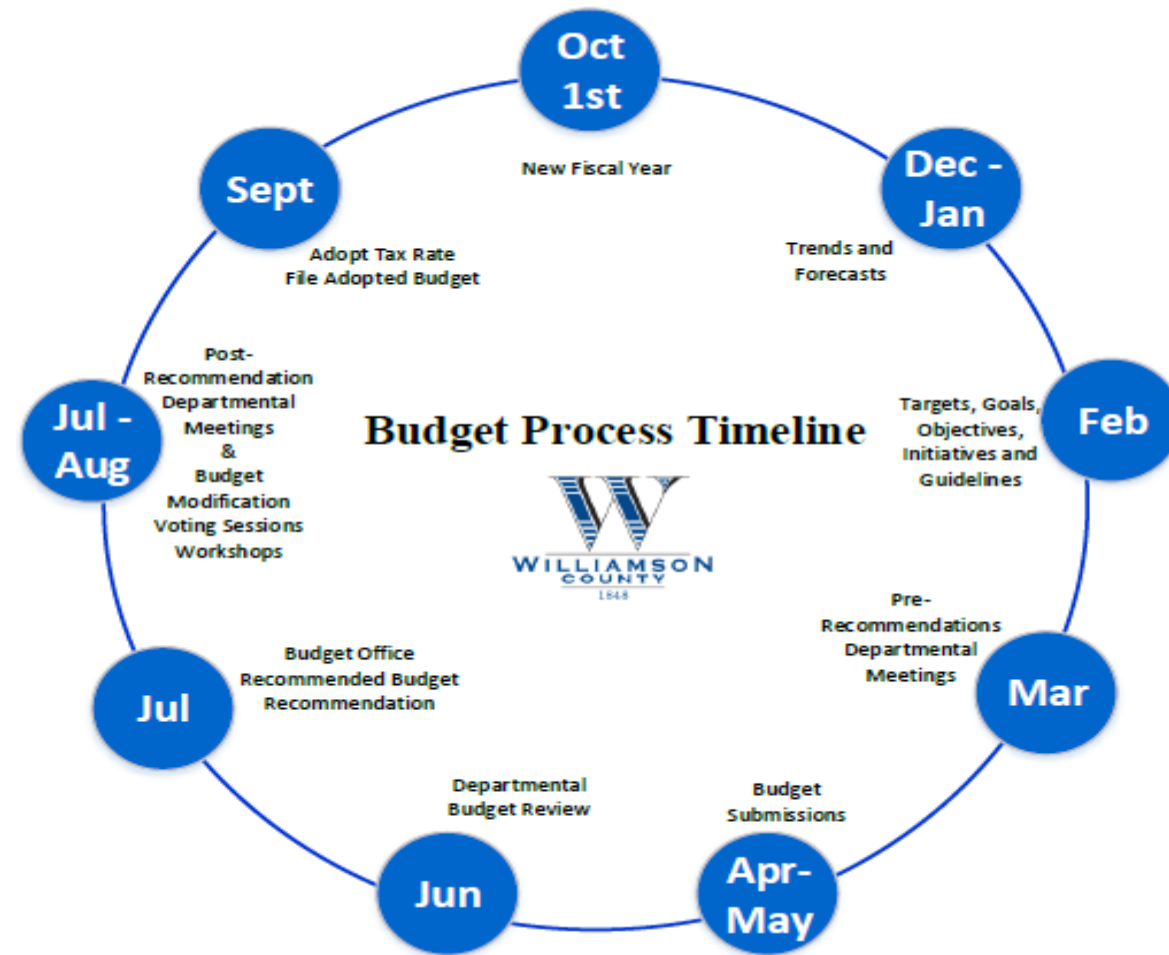 Oct
1st
New Fiscal Year
Dec -
Jan
Trends and
Forecasts
Feb
Targets, Goals,
Objectives,
Initiatives and
Guidelines
Mar
Pre-
Recommendations
Departmental
Meetings
Apr-
May
Budget
Submissions
Jun
Departmental
Budget Review
Jul
Budget Office
Recommended Budget
Recommendation
Jul -
Aug
Post-
Recommendation
Departmental
Meetings
&
Budget
Modification
Voting Sessions
Workshops
Sept
Adopt Tax Rate
File Adopted Budget
Budget Process Timeline
W
WILLIAMSON
COUNTY
1848